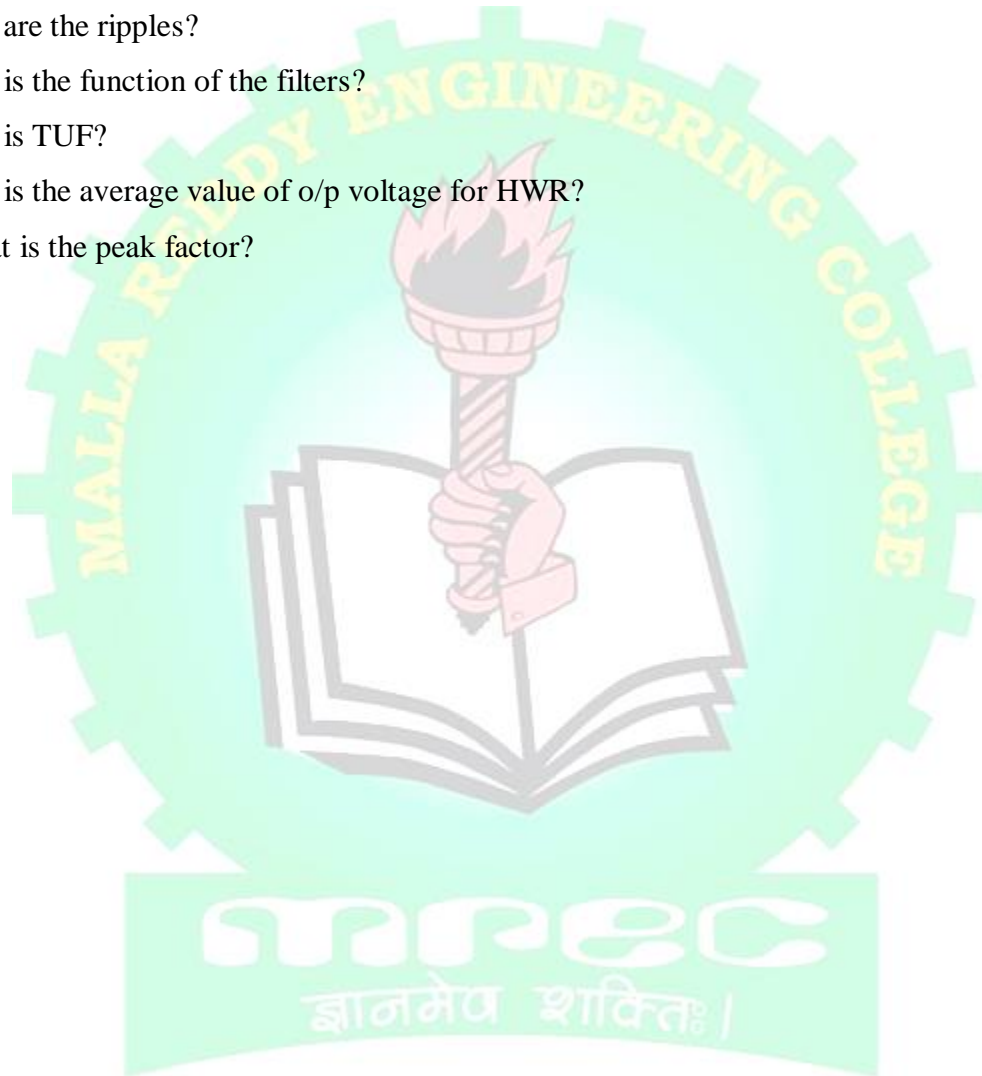 are the ripples?
is the function of the filters?
is TUF?
is the average value of o/p voltage for HWR?
t is the peak factor?
MALLA REDDY ENGINEERING COLLEGE
mrec
ज्ञानमेव शक्तिः।